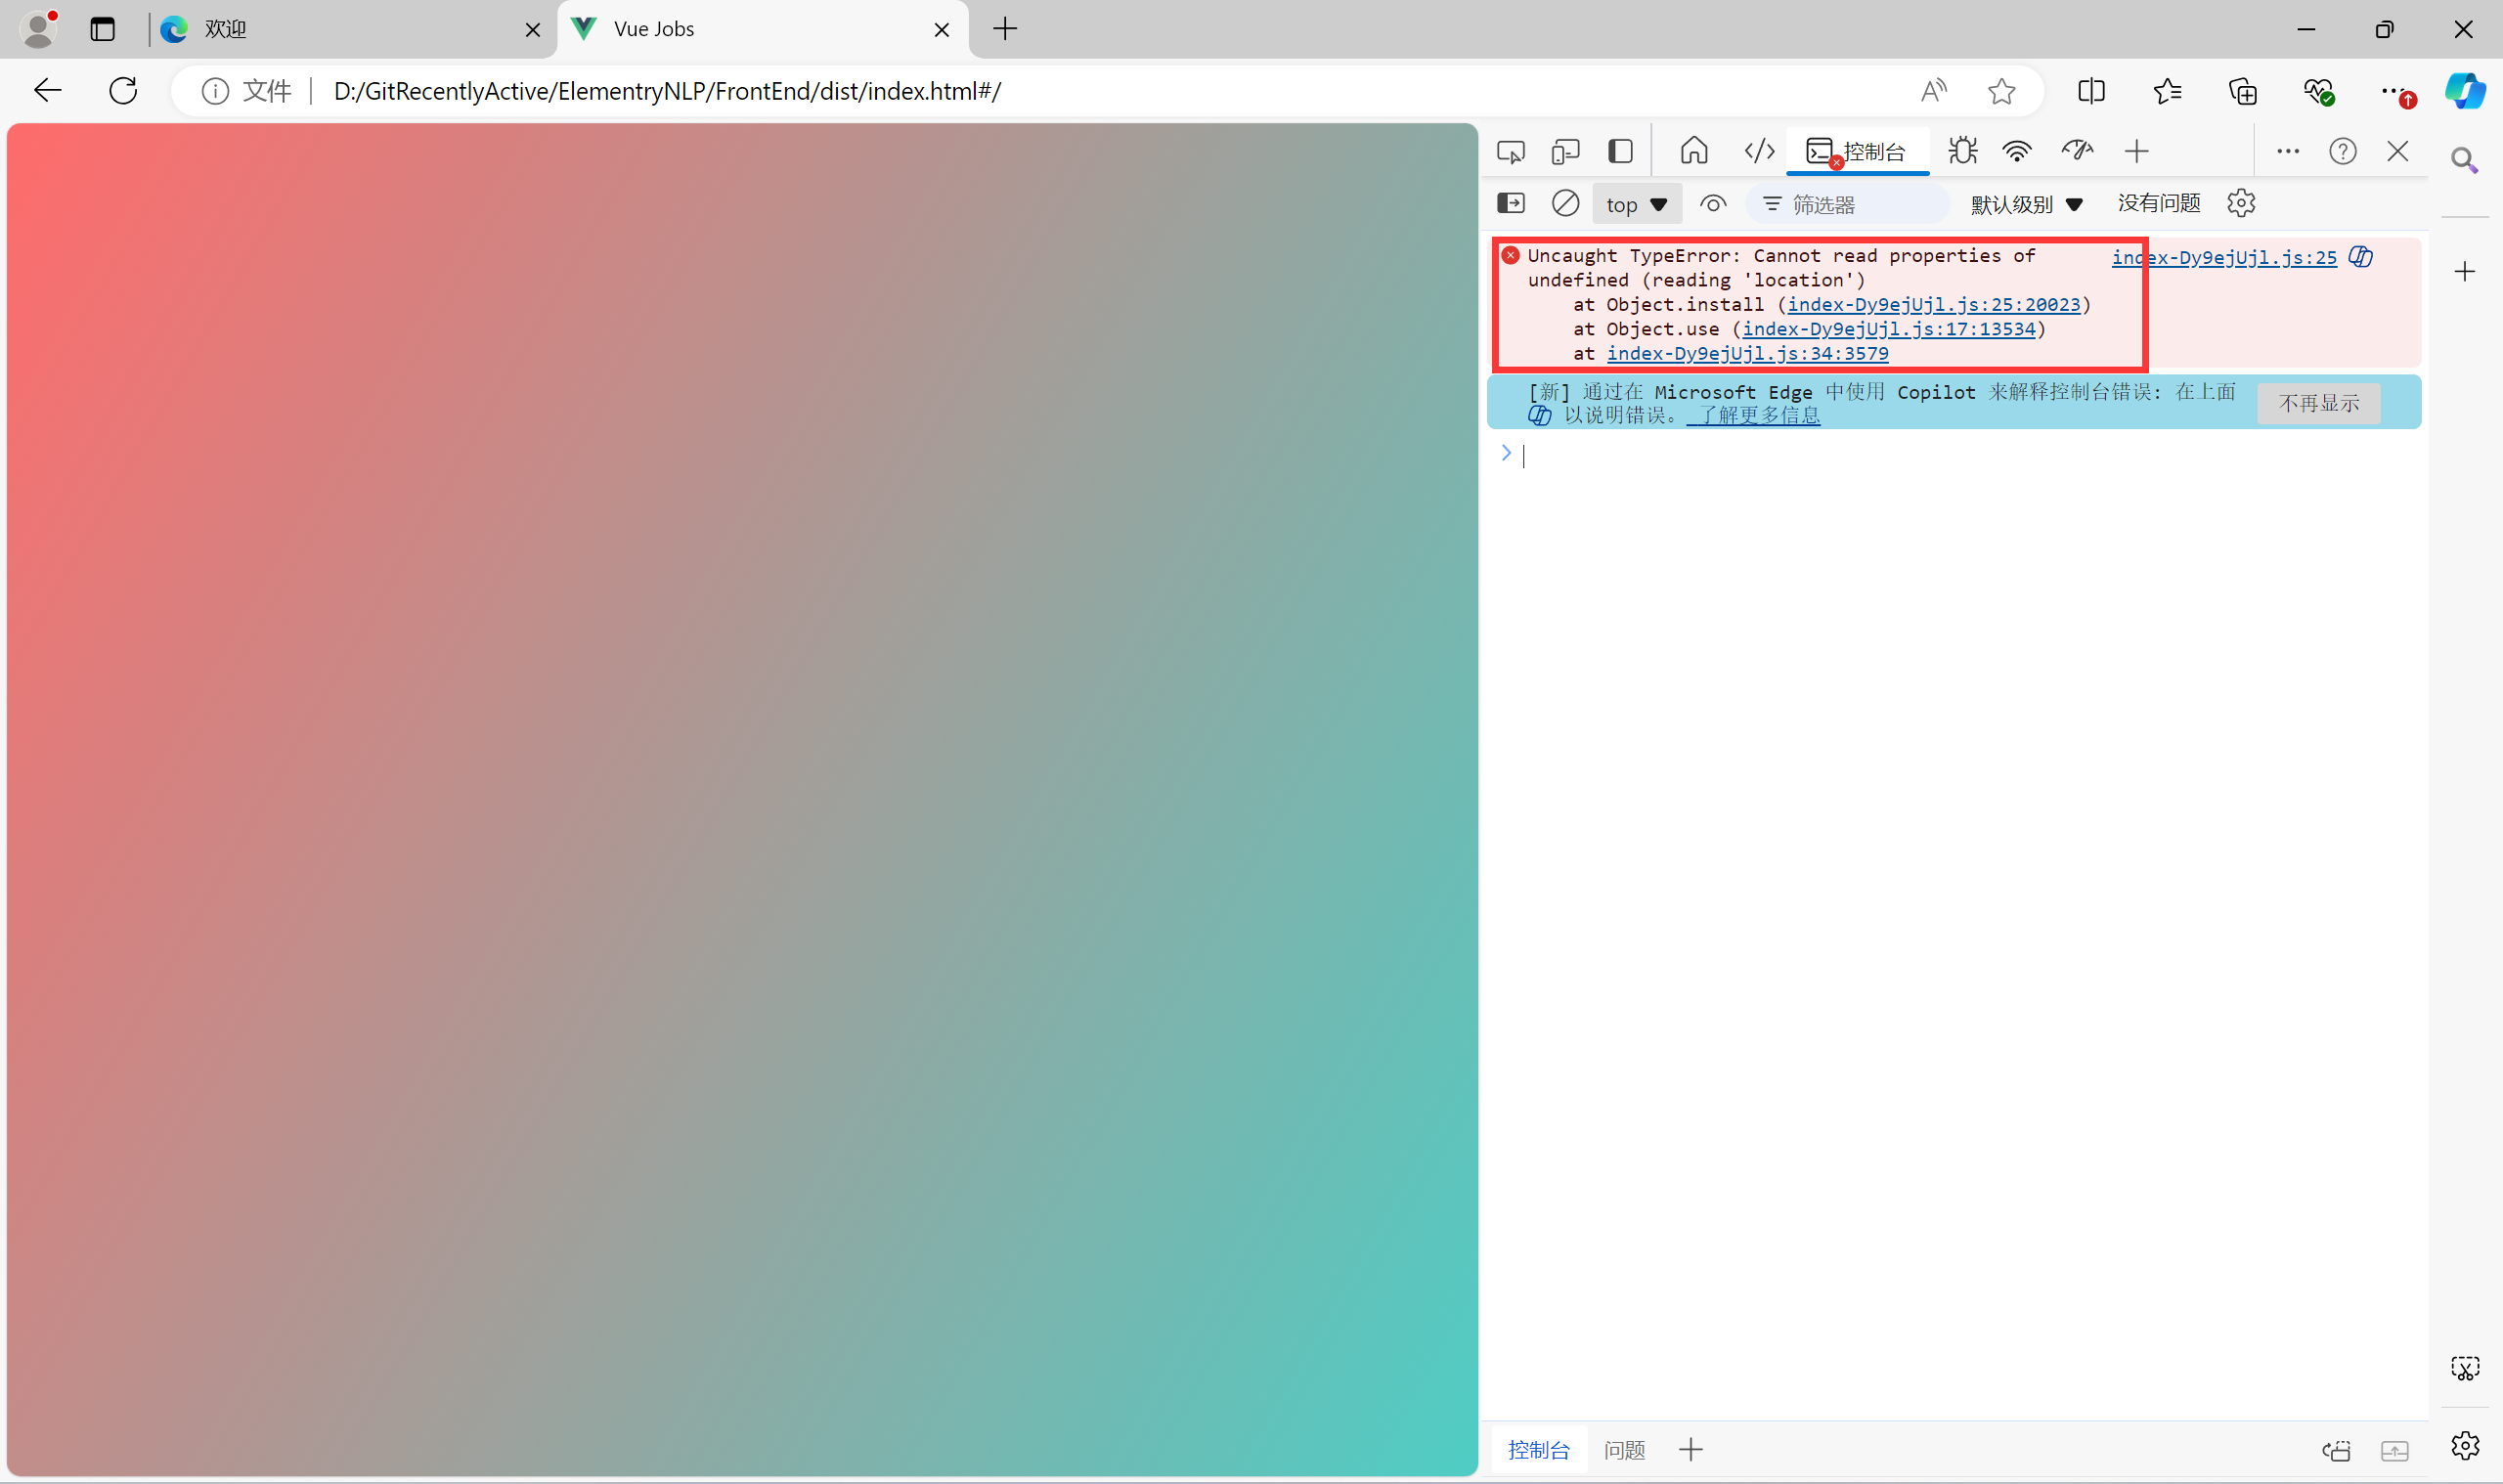 欢迎
Vue Jobs
文件
D:/GitRecentlyActive/ElementryNLP/FrontEnd/dist/index.html#/
控制台
top
筛选器
默认级别
没有问题
Uncaught TypeError: Cannot read properties of
index-Dy9ejUjl.js:25
undefined (reading 'location')
at Object.install (index-Dy9ejUjl.js:25:20023)
at Object.use (index-Dy9ejUjl.js:17:13534)
at index-Dy9ejUjl.js:34:3579
[新] 通过在 Microsoft Edge 中使用 Copilot 来解释控制台错误: 在上面
以说明错误。 了解更多信息
不再显示
控制台
问题